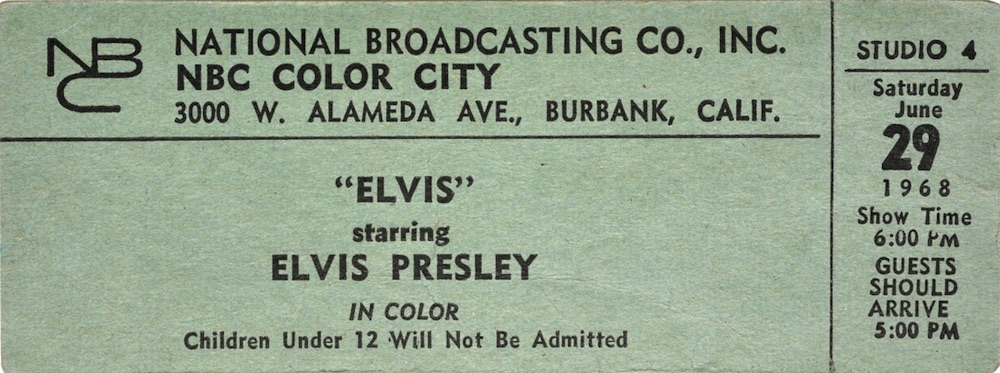 NBC
NATIONAL BROADCASTING CO., INC.
NBC COLOR CITY
3000 W. ALAMEDA AVE., BURBANK, CALIF.
"ELVIS"
starring
ELVIS PRESLEY
IN COLOR
Children Under 12 Will Not Be Admitted
STUDIO 4
Saturday
June
29
1968
Show Time
6:00 PM
GUESTS
SHOULD
ARRIVE
5:00 PM